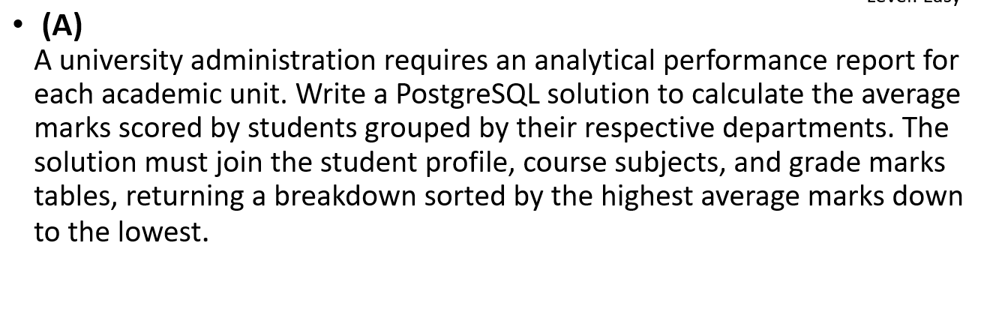 • (A)
A university administration requires an analytical performance report for
each academic unit. Write a PostgreSQL solution to calculate the average
marks scored by students grouped by their respective departments. The
solution must join the student profile, course subjects, and grade marks
tables, returning a breakdown sorted by the highest average marks down
to the lowest.